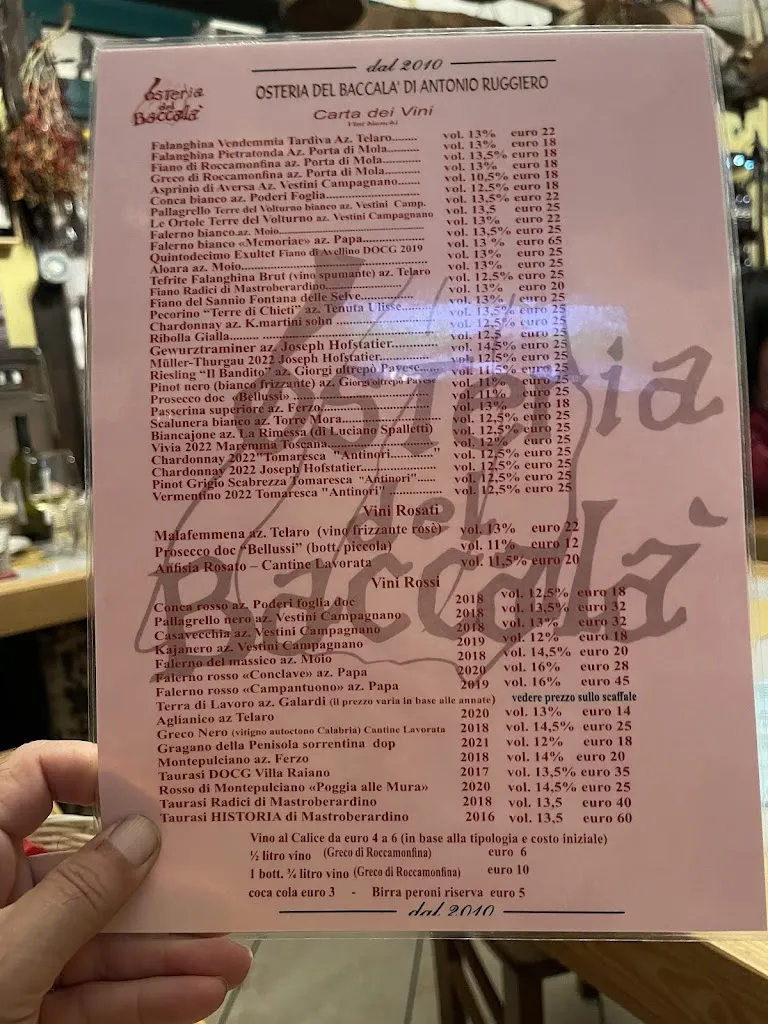 dal 2010
osteria
del
Baccalà
OSTERIA DEL BACCALA' DI ANTONIO RUGGIERO
Carta dei Vini
Vini bianchi
Falanghina Vendemmia Tardiva Az. Telaro....... vol. 13% euro 22
Falanghina Pietratonda Az. Porta di Mola....... vol. 13% euro 18
Fiano di Roccamonfina az. Porta di Mola......... vol. 13,5% euro 18
Greco di Roccamonfina az. Porta di Mola......... vol. 13% euro 18
Asprinio di Aversa Az. Vestini Campagnano....... vol. 10,5% euro 18
Conca bianco az. Poderi Foglia....... vol. 12,5% euro 18
Pallagrello Terre del Volturno bianco az. Vestini Camp. vol. 13,5% euro 22
Le Ortole Terre del Volturno az. Vestini Campagnano vol. 13,5 euro 25
Falerno bianco.az. Moio....... vol. 13% euro 22
Falerno bianco «Memoriae» az. Papa....... vol. 13,5% euro 25
Quintodecimo Exultet Fiano di Avellino DOCG 2019 vol. 13 % euro 65
Aloara az. Moio....... vol. 13% euro 25
Tefrite Falanghina Brut (vino spumante) az. Telaro vol. 12.5% euro 25
Fiano Radici di Mastroberardino....... vol. 13% euro 20
Fiano del Sannio Fontana delle Selve....... vol. 13% euro 25
Pecorino “Terre di Chieti” az. Tenuta Ulisse... vol. 13,5% euro 25
Chardonnay az. K.martini sohn ....... vol. 12,5% euro 25
Ribolla Gialla....... vol. 12,5 euro 25
Gewurztraminer az. Joseph Hofstatier....... vol. 14,5% euro 25
Müller-Thurgau 2022 Joseph Hofstatier....... vol. 12,5% euro 25
Riesling “Il Bandito” az. Giorgi oltrepò Pavese.... vol. 11,5% euro 25
Pinot nero (bianco frizzante) az. Giorgi oltrepò Pavese vol. 11% euro 25
Prosecco doc «Bellussi» ....... vol. 11% euro 25
Passerina superiore az. Ferzo....... vol. 13% euro 18
Scalunera bianco az. Torre Mora....... vol. 12,5% euro 25
Biancajone az. La Rimessa (di Luciano Spalletti) vol. 12,5% euro 25
Vivia 2022 Maremma Toscana....... vol. 12% euro 25
Chardonnay 2022"Tomaresca "Antinori.........." vol. 12,5% euro 25
Chardonnay 2022 Joseph Hofstatier....... vol. 12,5% euro 25
Pinot Grigio Scabrezza Tomaresca "Antinori"...... vol. 12,5% euro 25
Vermentino 2022 Tomaresca "Antinori" ............ vol. 12,5% euro 25
Vini Rosati
Malafemmena az. Telaro (vino frizzante rosè) vol. 13% euro 22
Prosecco doc “Bellussi” (bott. piccola) vol. 11% euro 12
Anfisia Rosato – Cantine Lavorata vol. 11,5% euro 20
Vini Rossi
Conca rosso az. Poderi foglia doc 2018 vol. 12,5% euro 18
Pallagrello nero az. Vestini Campagnano 2018 vol. 13,5% euro 32
Casavecchia az. Vestini Campagnano 2018 vol. 13% euro 32
Kajanero az. Vestini Campagnano 2019 vol. 12% euro 18
Falerno del massico az. Moio 2018 vol. 14,5% euro 20
Falerno rosso «Conclave» az. Papa 2020 vol. 16% euro 28
Falerno rosso «Campantuono» az. Papa 2019 vol. 16% euro 45
Terra di Lavoro az. Galardi (il prezzo varia in base alle annate) vedere prezzo sullo scaffale
Aglianico az Telaro 2020 vol. 13% euro 14
Greco Nero (vitigno autoctono Calabria) Cantine Lavorata 2018 vol. 14,5% euro 25
Gragano della Penisola sorrentina dop 2021 vol. 12% euro 18
Montepulciano az. Ferzo 2018 vol. 14% euro 20
Taurasi DOCG Villa Raiano 2017 vol. 13,5% euro 35
Rosso di Montepulciano «Poggia alle Mura» 2020 vol. 14,5% euro 25
Taurasi Radici di Mastroberardino 2018 vol. 13,5 euro 40
Taurasi HISTORIA di Mastroberardino 2016 vol. 13,5 euro 60
Vino al Calice da euro 4 a 6 (in base alla tipologia e costo iniziale)
½ litro vino (Greco di Roccamonfina) euro 6
1 bott. ¾ litro vino (Greco di Roccamonfina) euro 10
coca cola euro 3 - Birra peroni riserva euro 5
dal 2010
osteria
del
Baccalà